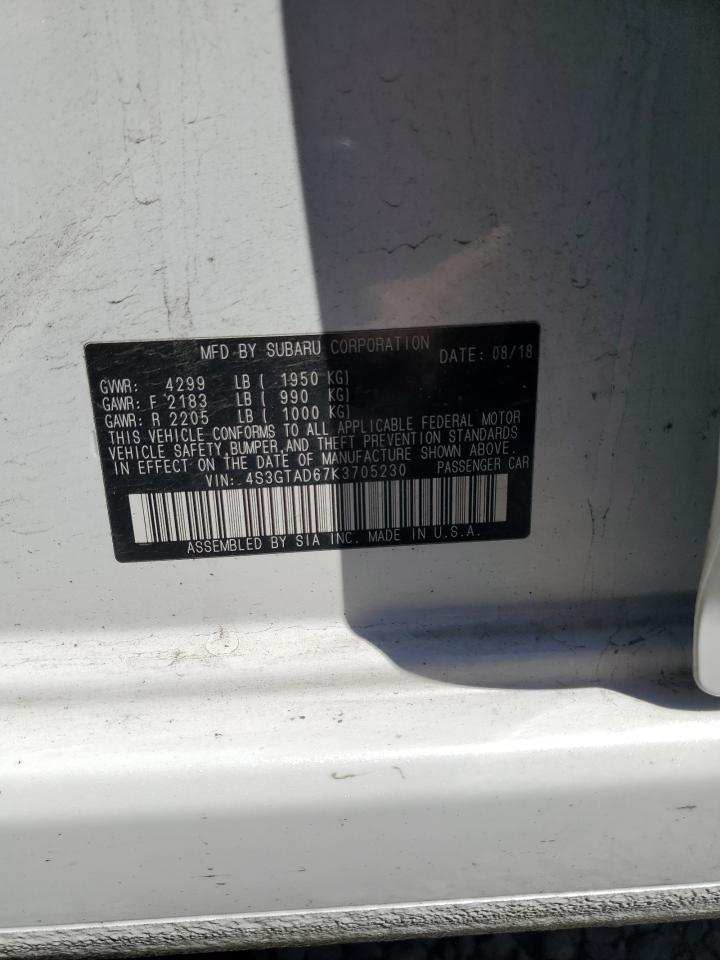 MFD BY SUBARU CORPORATION DATE: 08/18
GVWR: 4299 LB ( 1950 KG)
GAWR: F 2183 LB ( 990 KG)
GAWR: R 2205 LB ( 1000 KG)
THIS VEHICLE CONFORMS TO ALL APPLICABLE FEDERAL MOTOR
VEHICLE SAFETY, BUMPER, AND THEFT PREVENTION STANDARDS
IN EFFECT ON THE DATE OF MANUFACTURE SHOWN ABOVE.
VIN: 4S3GTAD67K3705230 PASSENGER CAR
ASSEMBLED BY SIA INC. MADE IN U.S.A.